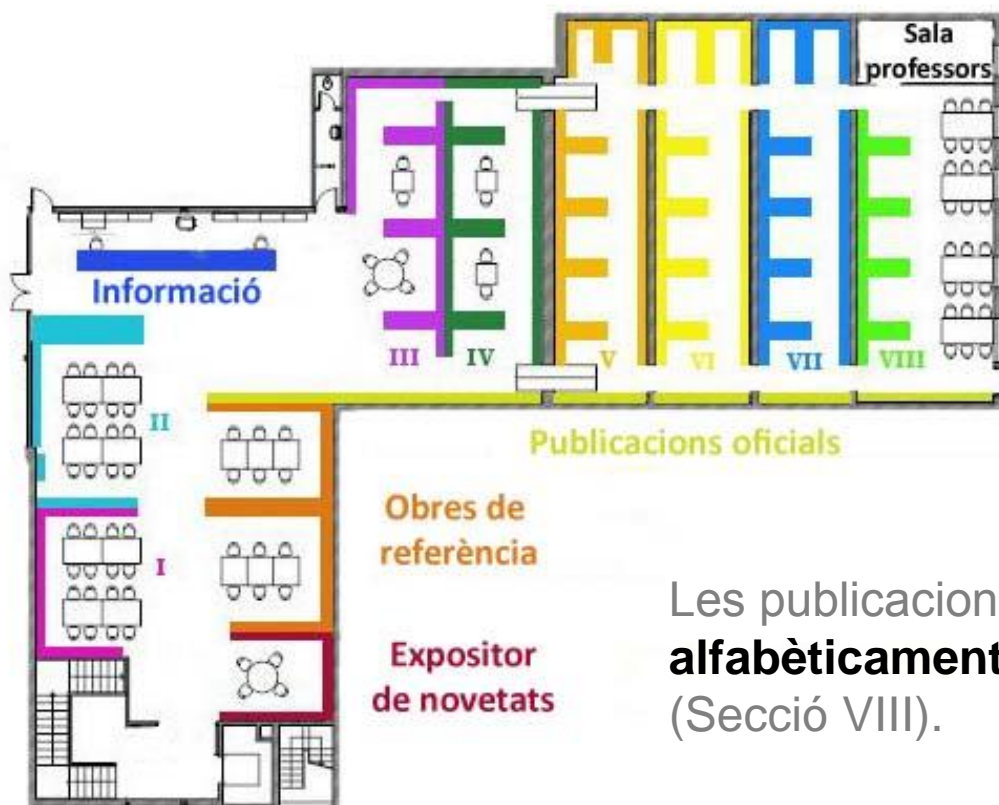 Sala
professors
Informació
III
IV
V
VI
VII
VIII
II
Publicacions oficials
Obres de
referència
I
Les publicacion
alfabèticament
(Secció VIII).
Expositor
de novetats